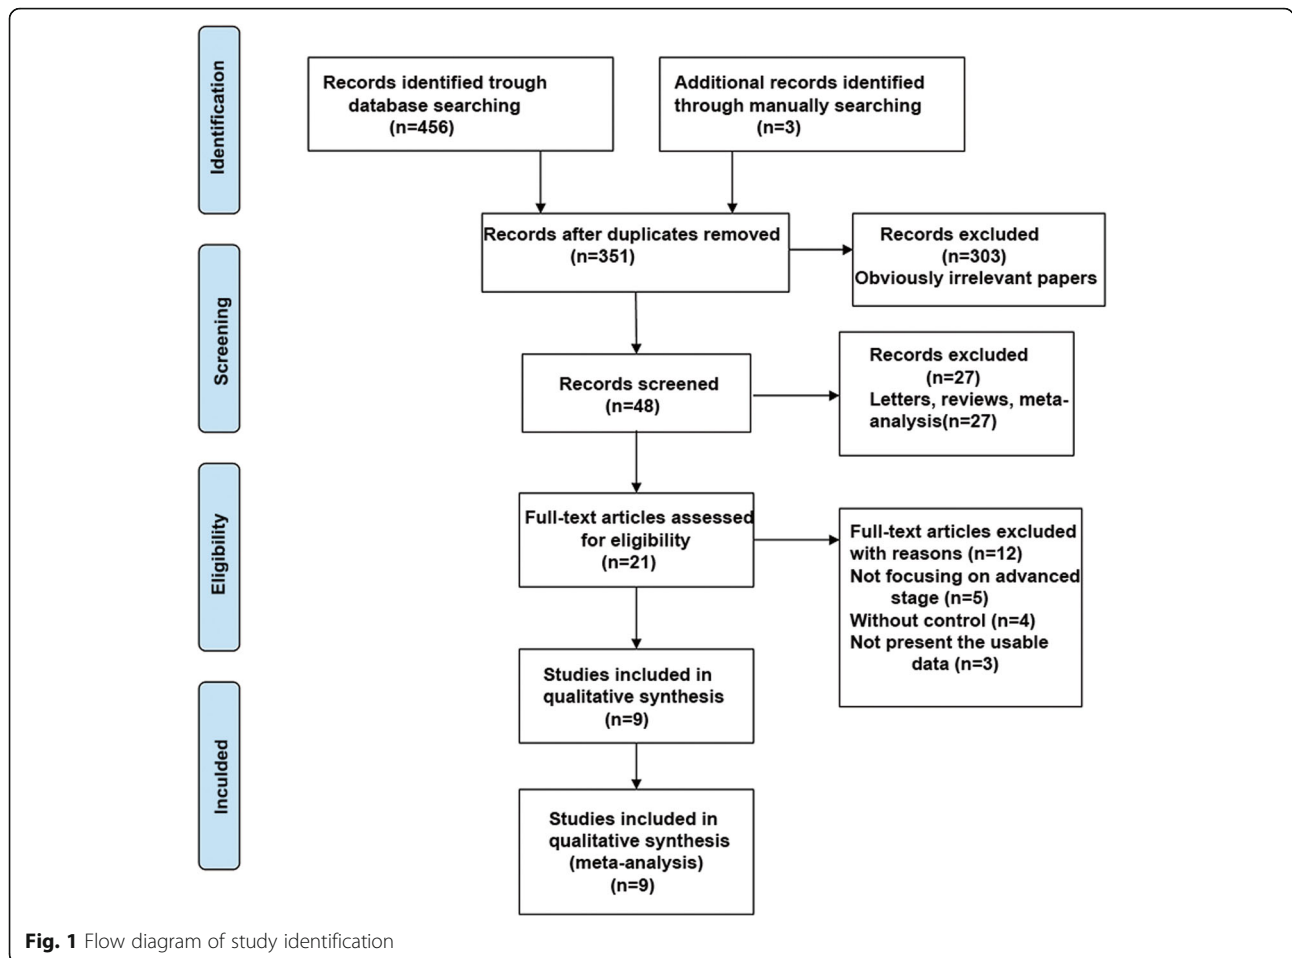 Identification
Records identified trough
database searching
(n=456)
Additional records identified
through manually searching
(n=3)
Records after duplicates removed
(n=351)
Records excluded
(n=303)
Obviously irrelevant papers
Screening
Records screened
(n=48)
Records excluded
(n=27)
Letters, reviews, meta-
analysis(n=27)
Eligibility
Full-text articles assessed
for eligibility
(n=21)
Full-text articles excluded
with reasons (n=12)
Not focusing on advanced
stage (n=5)
Without control (n=4)
Not present the usable
data (n=3)
Studies included in
qualitative synthesis
(n=9)
Inculded
Studies included in
qualitative synthesis
(meta-analysis)
(n=9)
Fig. 1 Flow diagram of study identification